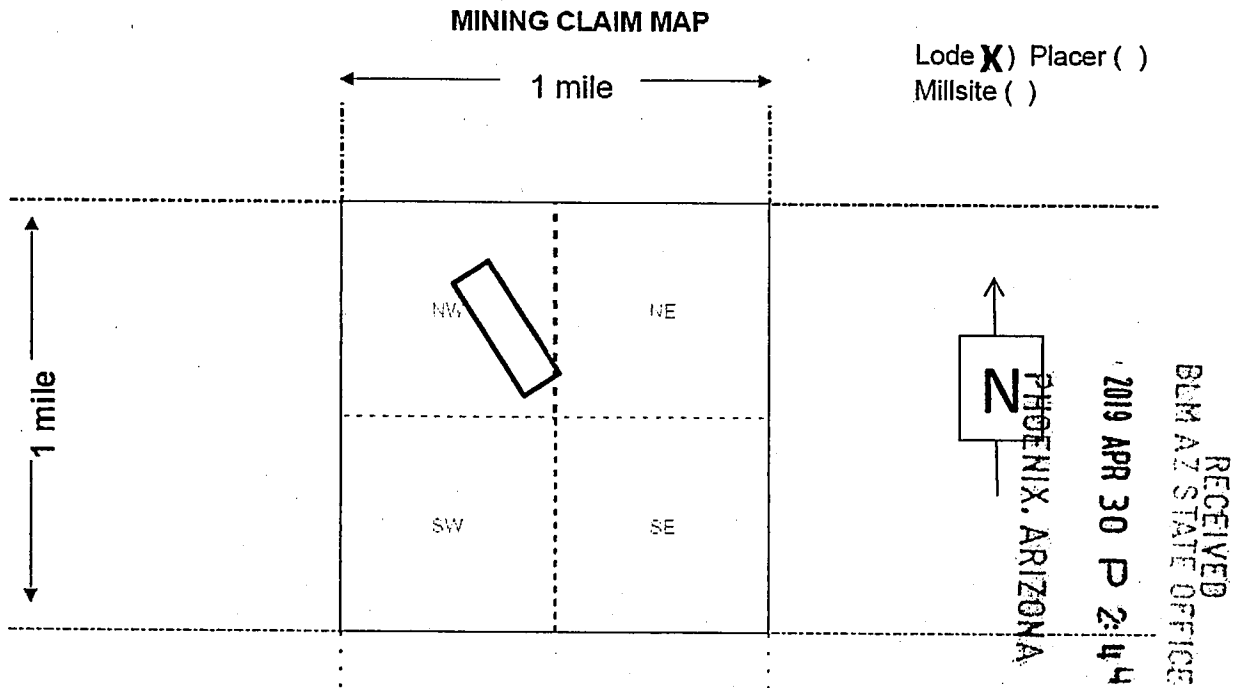 MINING CLAIM MAP
Lode X) Placer ( )
Millsite ( )
1 mile
1 mile
NW
NE
SW
SE
N
RECEIVED
BLM AZ STATE OFFICE
2019 APR 30 P 2:44
PHOENIX, ARIZONA